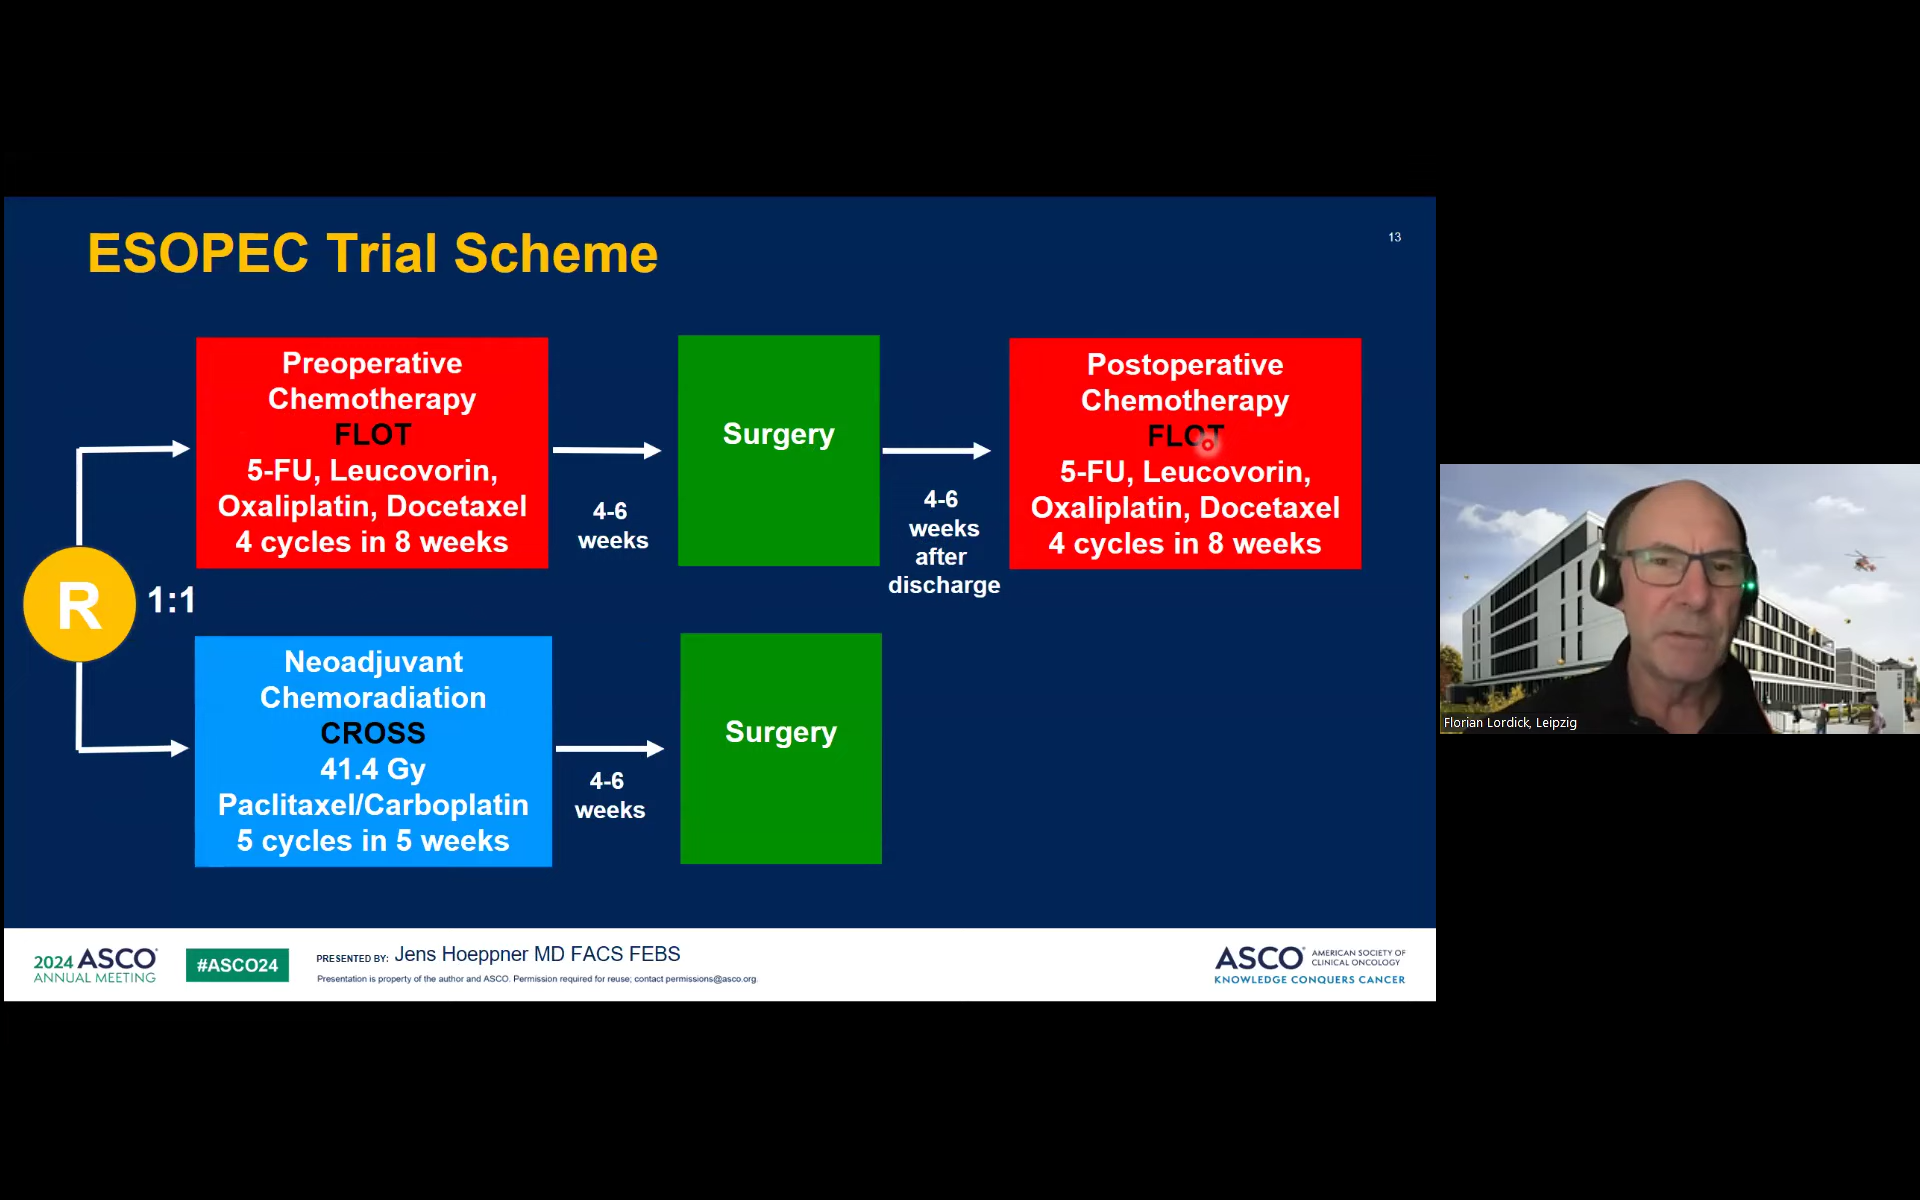 ESOPEC Trial Scheme
13
Preoperative
Chemotherapy
FLOT
5-FU, Leucovorin,
Oxaliplatin, Docetaxel
4 cycles in 8 weeks
4-6
weeks
Surgery
4-6
weeks
after
discharge
Postoperative
Chemotherapy
FLOT
5-FU, Leucovorin,
Oxaliplatin, Docetaxel
4 cycles in 8 weeks
R
1:1
Neoadjuvant
Chemoradiation
CROSS
41.4 Gy
Paclitaxel/Carboplatin
5 cycles in 5 weeks
4-6
weeks
Surgery
Florian Lordick, Leipzig
2024 ASCO
ANNUAL MEETING
#ASCO24
PRESENTED BY: Jens Hoeppner MD FACS FEBS
Presentation is property of the author and ASCO. Permission required for reuse; contact permissions@asco.org.
ASCO AMERICAN SOCIETY OF
CLINICAL ONCOLOGY
KNOWLEDGE CONQUERS CANCER